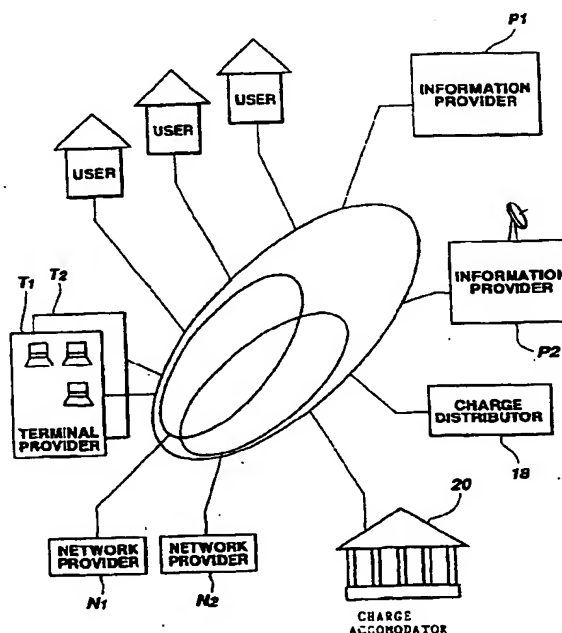 P1
INFORMATION
PROVIDER
USER
USER
USER
INFORMATION
PROVIDER
P2
T1
T2
TERMINAL
PROVIDER
CHARGE
DISTRIBUTOR
18
20
NETWORK
PROVIDER
NETWORK
PROVIDER
N1
N2
CHARGE
ACCOMODATOR